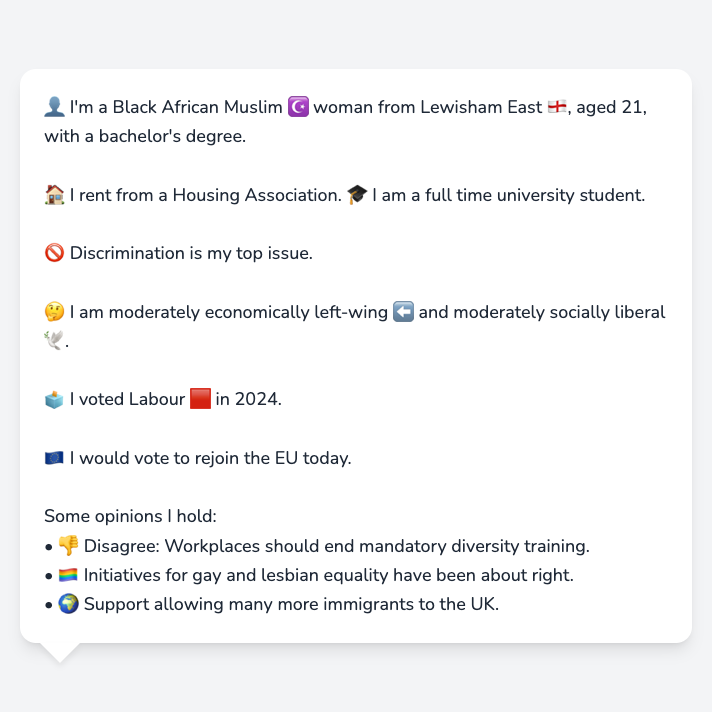 👤 I'm a Black African Muslim ☪️ woman from Lewisham East 🏴󠁧󠁢󠁥󠁮󠁧󠁿, aged 21,
with a bachelor's degree.
🏠 I rent from a Housing Association. 🎓 I am a full time university student.
🚫 Discrimination is my top issue.
🤔 I am moderately economically left-wing ⬅️ and moderately socially liberal
🕊️.
🗳️ I voted Labour 🟥 in 2024.
🇪🇺 I would vote to rejoin the EU today.
Some opinions I hold:
• 👎 Disagree: Workplaces should end mandatory diversity training.
• 🏳️‍🌈 Initiatives for gay and lesbian equality have been about right.
• 🌍 Support allowing many more immigrants to the UK.